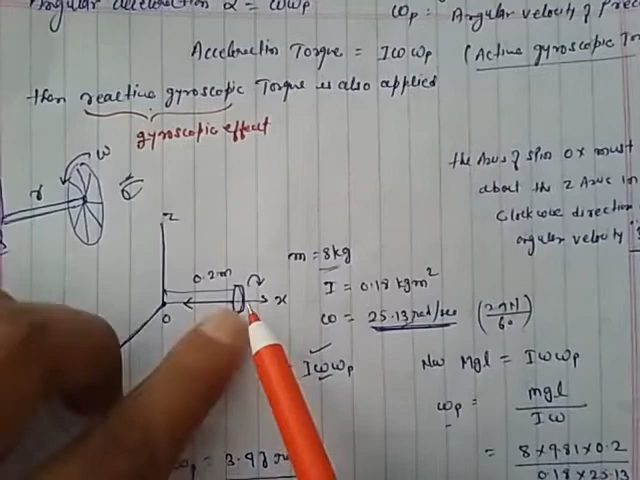 Angular acceleration α = ωωp
ωp : Angular velocity of Prec
Acceleration Torque = Iωωp (Active gyroscopic To
then reactive gyroscopic Torque is also applied
gyroscopic effect
ω
r
the Axis of spin OX must
about the Z Axis in
Clockwise direction
angular velocity
Z
0.2m
x
0
m = 8kg
I = 0.18 kgm²
ω = 25.13 rad/sec (2πN/60)
Iωωp
Now mgl = Iωωp
ωp = mgl / Iω
= 8 x 9.81 x 0.2 / 0.18 x 25.13